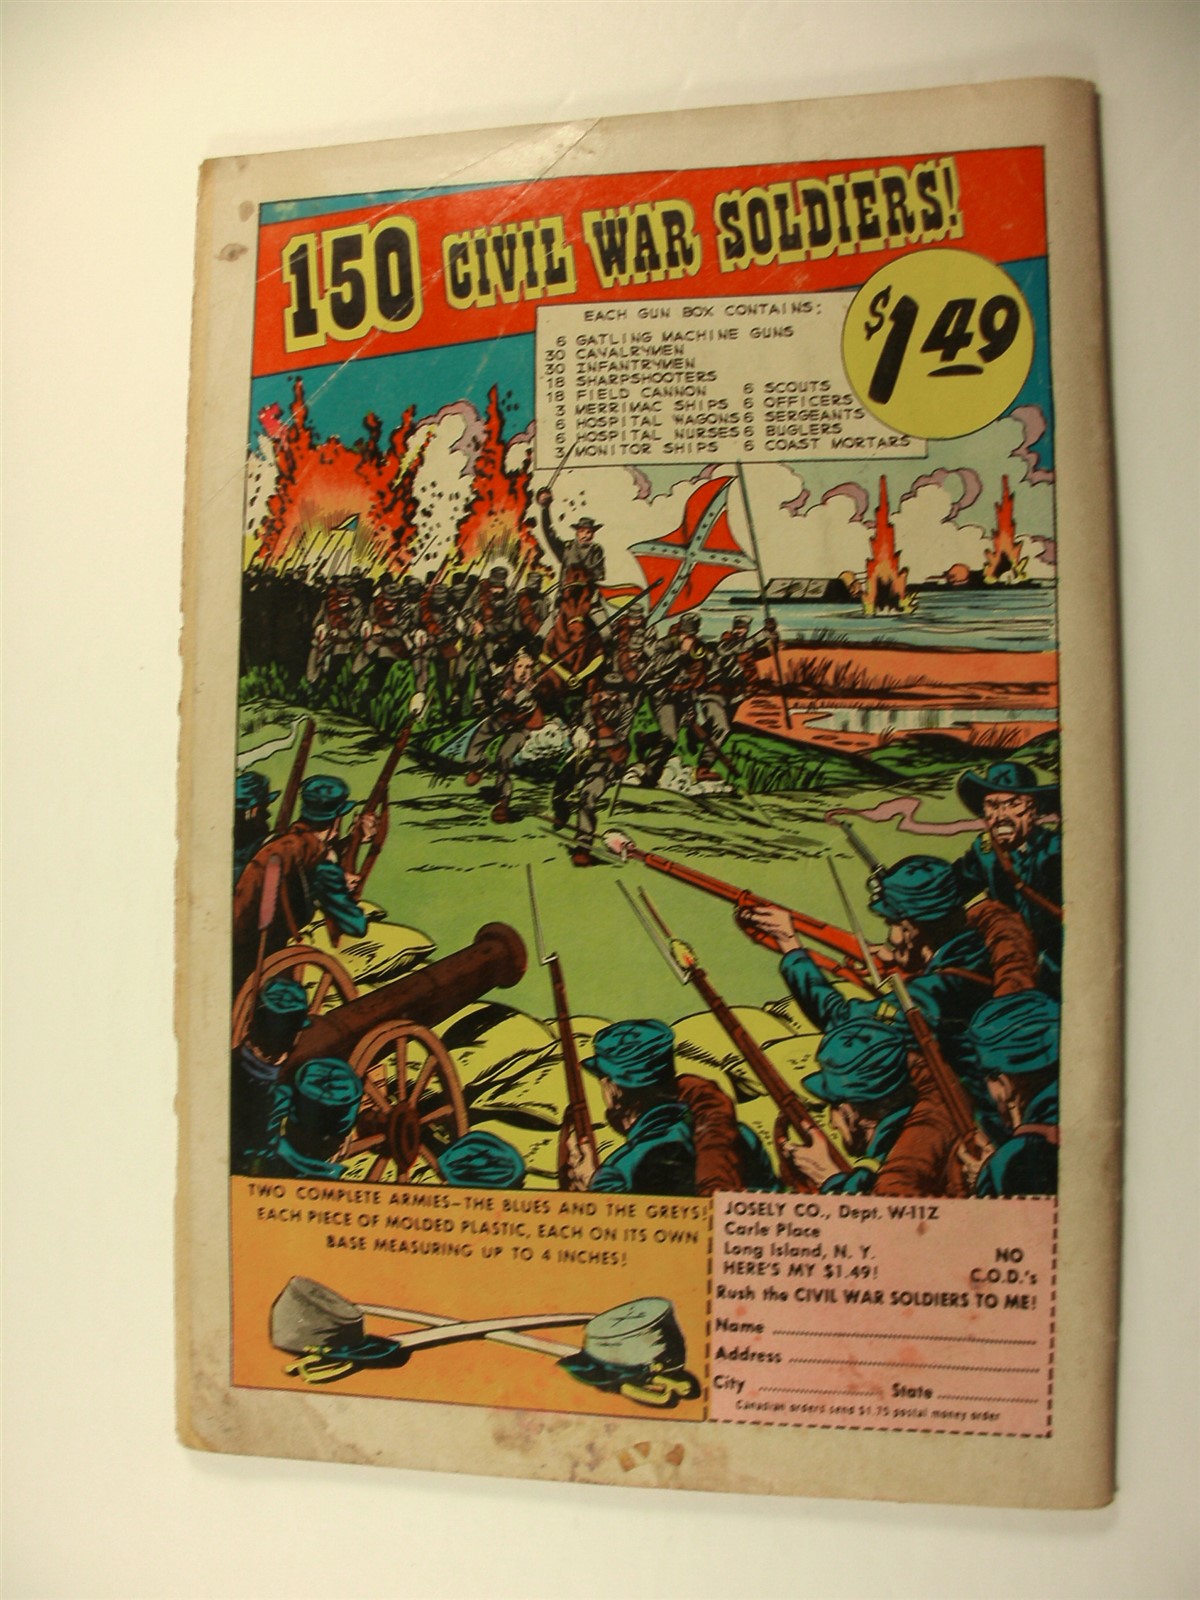 150 CIVIL WAR SOLDIERS!
$1.49
EACH GUN BOX CONTAINS:
6 GATLING MACHINE GUNS
30 CAVALRYMEN
30 INFANTRYMEN
18 SHARPSHOOTERS
18 FIELD CANNON 6 SCOUTS
3 MERRIMAC SHIPS 6 OFFICERS
6 HOSPITAL WAGONS 6 SERGEANTS
6 HOSPITAL NURSES 6 BUGLERS
3 MONITOR SHIPS 6 COAST MORTARS
TWO COMPLETE ARMIES—THE BLUES AND THE GREYS!
EACH PIECE OF MOLDED PLASTIC, EACH ON ITS OWN
BASE MEASURING UP TO 4 INCHES!
JOSELY CO., Dept. W-11Z
Carle Place
Long Island, N. Y.
HERE'S MY $1.49!
NO
C.O.D.'s
Rush the CIVIL WAR SOLDIERS TO ME!
Name
Address
City State
Canadian orders send $1.75 postal money order